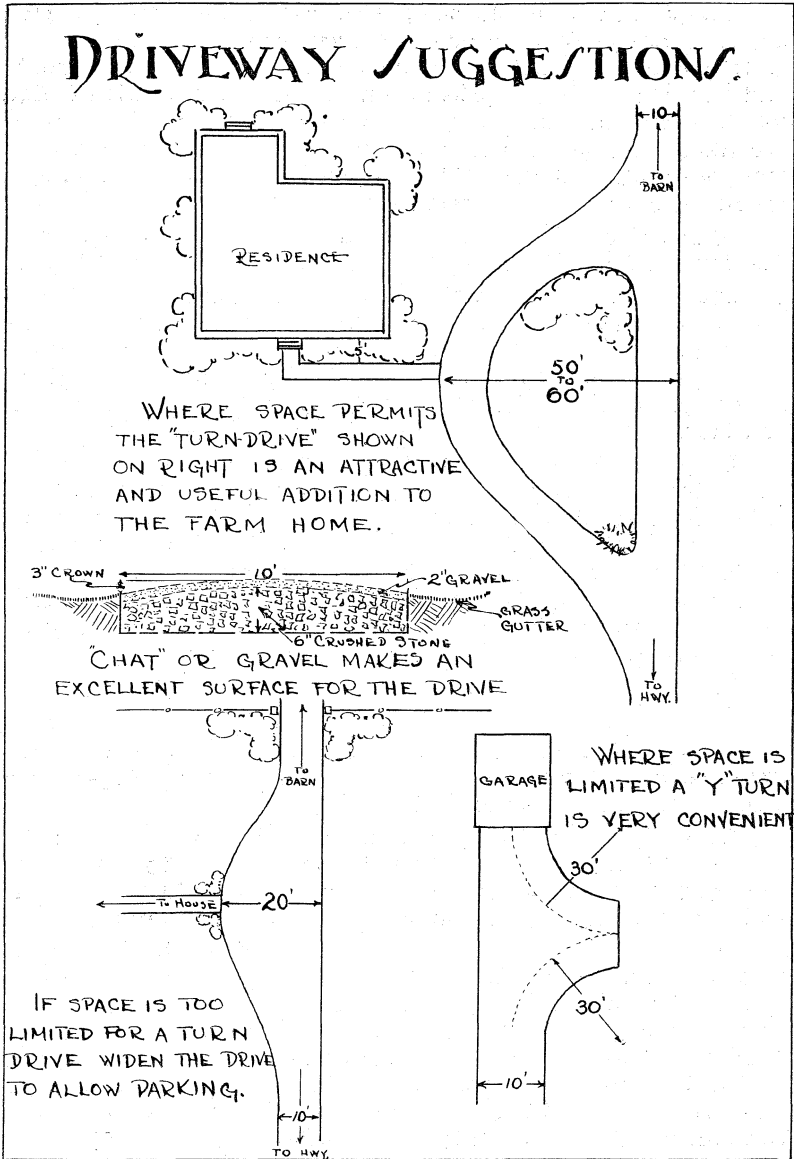 DRIVEWAY SUGGESTIONS.
10
TO
BARN
RESIDENCE
5'
50'
TO
60'
WHERE SPACE PERMITS
THE "TURN-DRIVE" SHOWN
ON RIGHT IS AN ATTRACTIVE
AND USEFUL ADDITION TO
THE FARM HOME.
3" CROWN
10'
2" GRAVEL
GRASS
GUTTER
6" CRUSHED STONE
"CHAT" OR GRAVEL MAKES AN
EXCELLENT SURFACE FOR THE DRIVE
TO
HWY.
TO
BARN
TO HOUSE
20'
IF SPACE IS TOO
LIMITED FOR A TURN
DRIVE WIDEN THE DRIVE
TO ALLOW PARKING.
10'
TO HWY.
GARAGE
WHERE SPACE IS
LIMITED A "Y" TURN
IS VERY CONVENIENT
30'
30'
10'